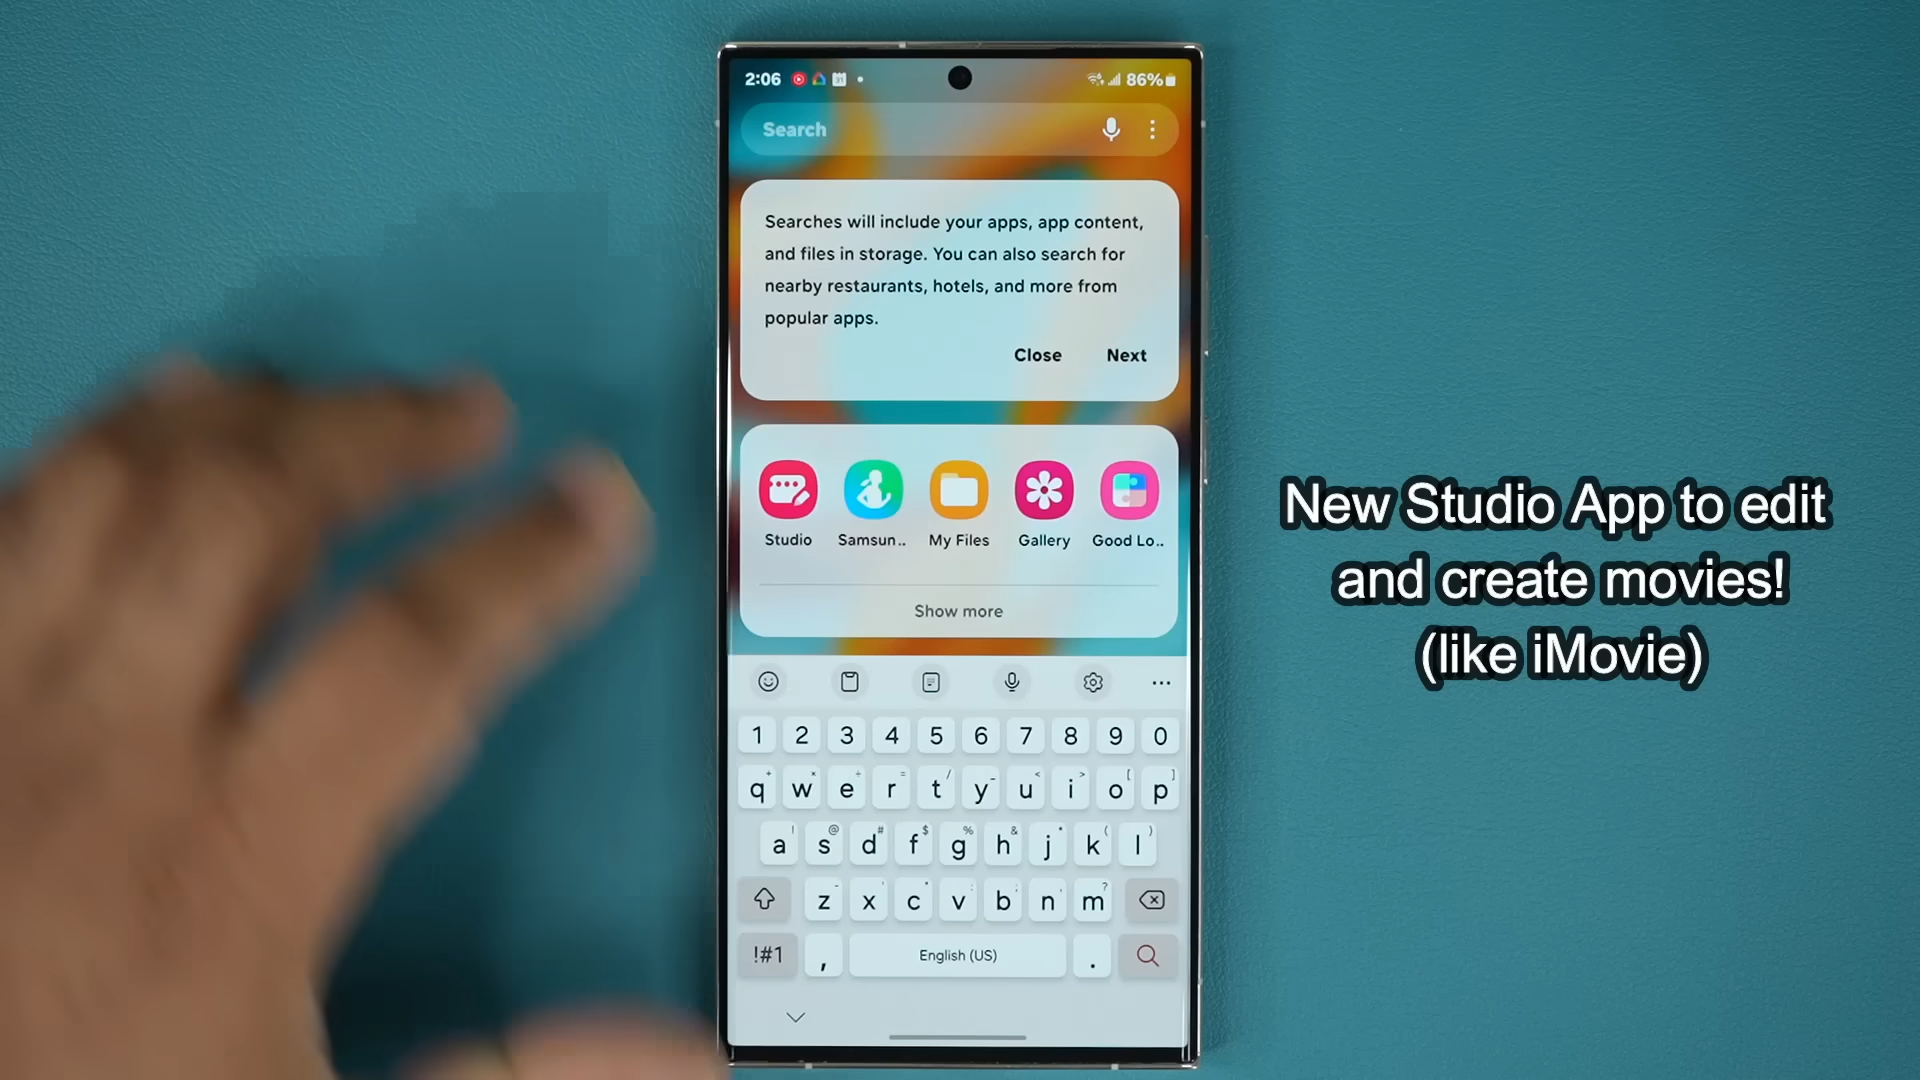 2:06
31
86%
Search
Searches will include your apps, app content,
and files in storage. You can also search for
nearby restaurants, hotels, and more from
popular apps.
Close Next
Studio Samsun.. My Files Gallery Good Lo..
Show more
New Studio App to edit
and create movies!
(like iMovie)
1 2 3 4 5 6 7 8 9 0
q w e r t y u i o p
a s d f g h j k l
z x c v b n m
!#1 , English (US) .